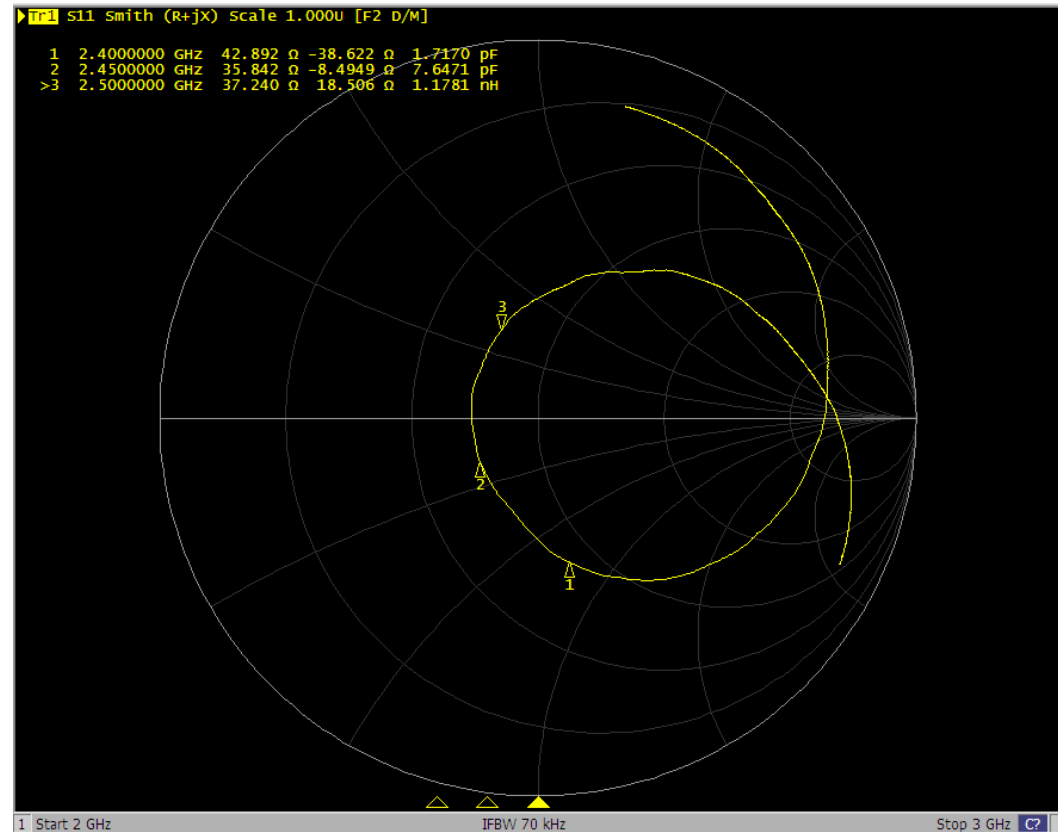 Tr1 S11 Smith (R+jX) Scale 1.000U [F2 D/M]
1 2.4000000 GHz 42.892 Ω -38.622 Ω 1.7170 pF
2 2.4500000 GHz 35.842 Ω -8.4949 Ω 7.6471 pF
>3 2.5000000 GHz 37.240 Ω 18.506 Ω 1.1781 nH
3
2
1
1 Start 2 GHz IFBW 70 kHz Stop 3 GHz C?